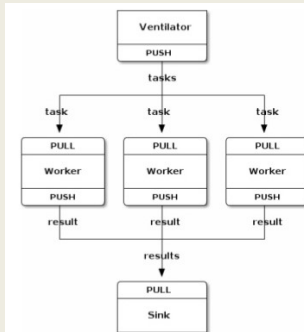 Ventilator
PUSH
tasks
task task task
PULL PULL PULL
Worker Worker Worker
PUSH PUSH PUSH
result result result
results
PULL
Sink